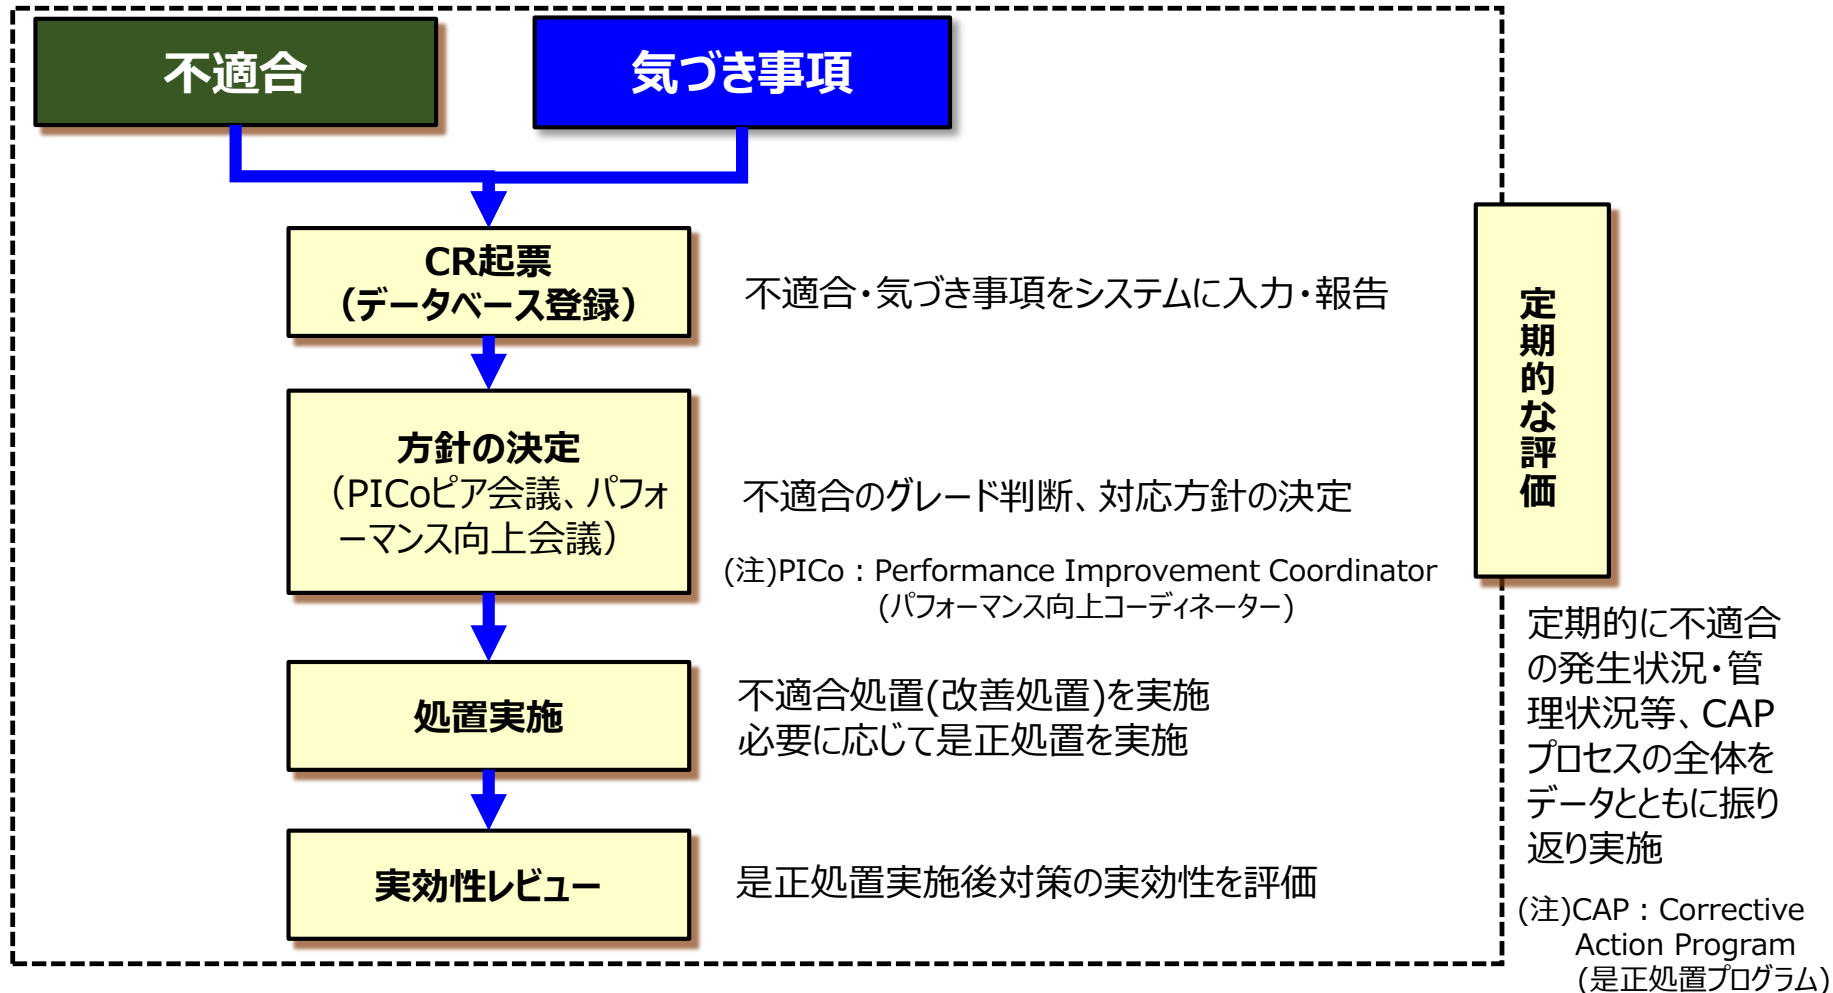 不適合
気づき事項
CR起票
（データベース登録）
不適合・気づき事項をシステムに入力・報告
方針の決定
（PICoピア会議、パフォ
ーマンス向上会議）
不適合のグレード判断、対応方針の決定
(注)PICo：Performance Improvement Coordinator
(パフォーマンス向上コーディネーター)
処置実施
不適合処置(改善処置)を実施
必要に応じて是正処置を実施
実効性レビュー
是正処置実施後対策の実効性を評価
定期的な評価
定期的に不適合
の発生状況・管
理状況等、CAP
プロセスの全体を
データとともに振り
返り実施
(注)CAP：Corrective
Action Program
(是正処置プログラム)